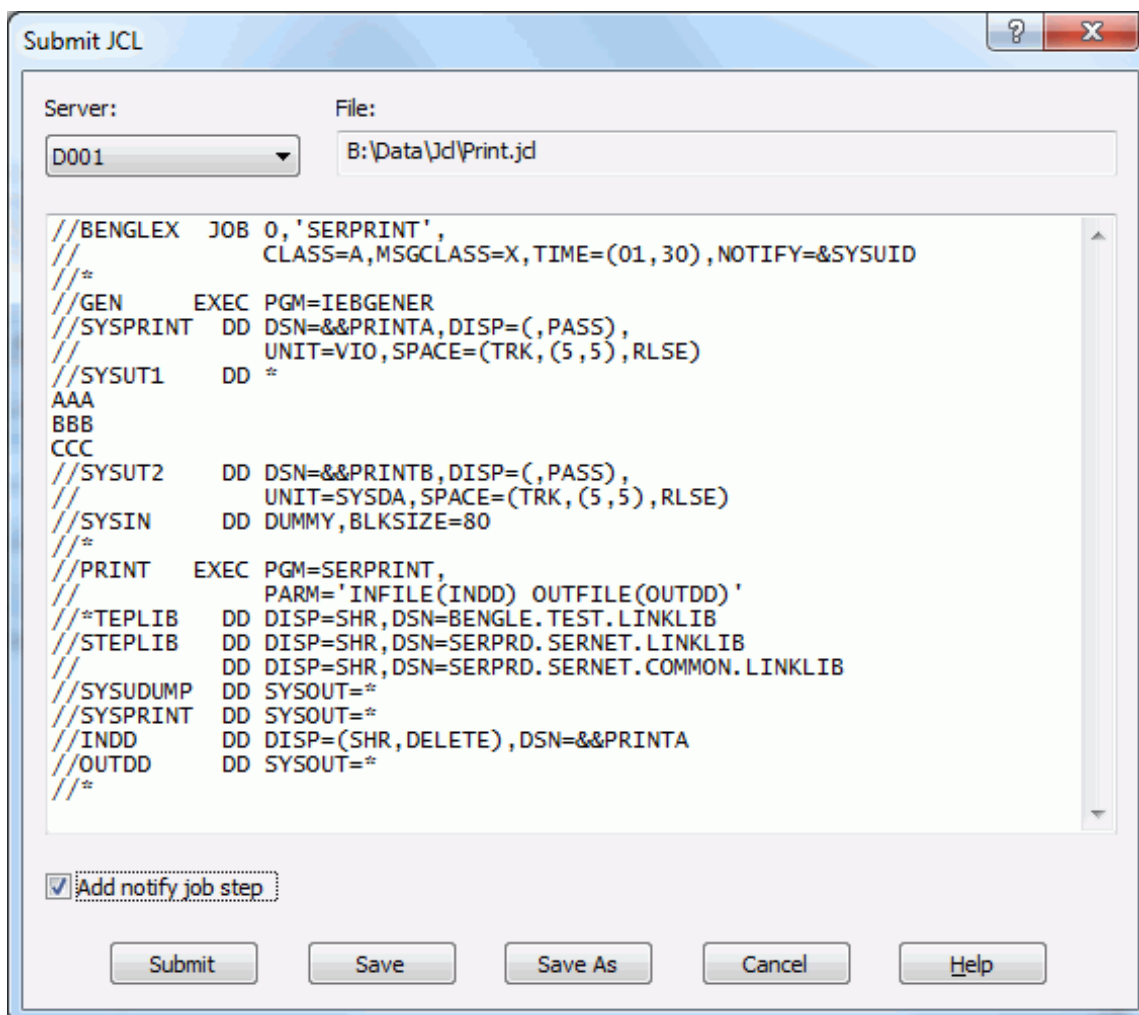 Submit JCL
Server: File:
D001 B:\Data\Jcl\Print.jcl
//BENGLEX  JOB 0,'SERPRINT',
//             CLASS=A,MSGCLASS=X,TIME=(01,30),NOTIFY=&SYSUID
//*
//GEN     EXEC PGM=IEBGENER
//SYSPRINT  DD DSN=&&PRINTA,DISP=(,PASS),
//             UNIT=VIO,SPACE=(TRK,(5,5),RLSE)
//SYSUT1    DD *
AAA
BBB
CCC
//SYSUT2    DD DSN=&&PRINTB,DISP=(,PASS),
//             UNIT=SYSDA,SPACE=(TRK,(5,5),RLSE)
//SYSIN     DD DUMMY,BLKSIZE=80
//*
//PRINT   EXEC PGM=SERPRINT,
//             PARM='INFILE(INDD) OUTFILE(OUTDD)'
//*TEPLIB   DD DISP=SHR,DSN=BENGLE.TEST.LINKLIB
//STEPLIB   DD DISP=SHR,DSN=SERPRD.SERNET.LINKLIB
//          DD DISP=SHR,DSN=SERPRD.SERNET.COMMON.LINKLIB
//SYSUDUMP  DD SYSOUT=*
//SYSPRINT  DD SYSOUT=*
//INDD      DD DISP=(SHR,DELETE),DSN=&&PRINTA
//OUTDD     DD SYSOUT=*
//*
Add notify job step
Submit Save Save As Cancel Help